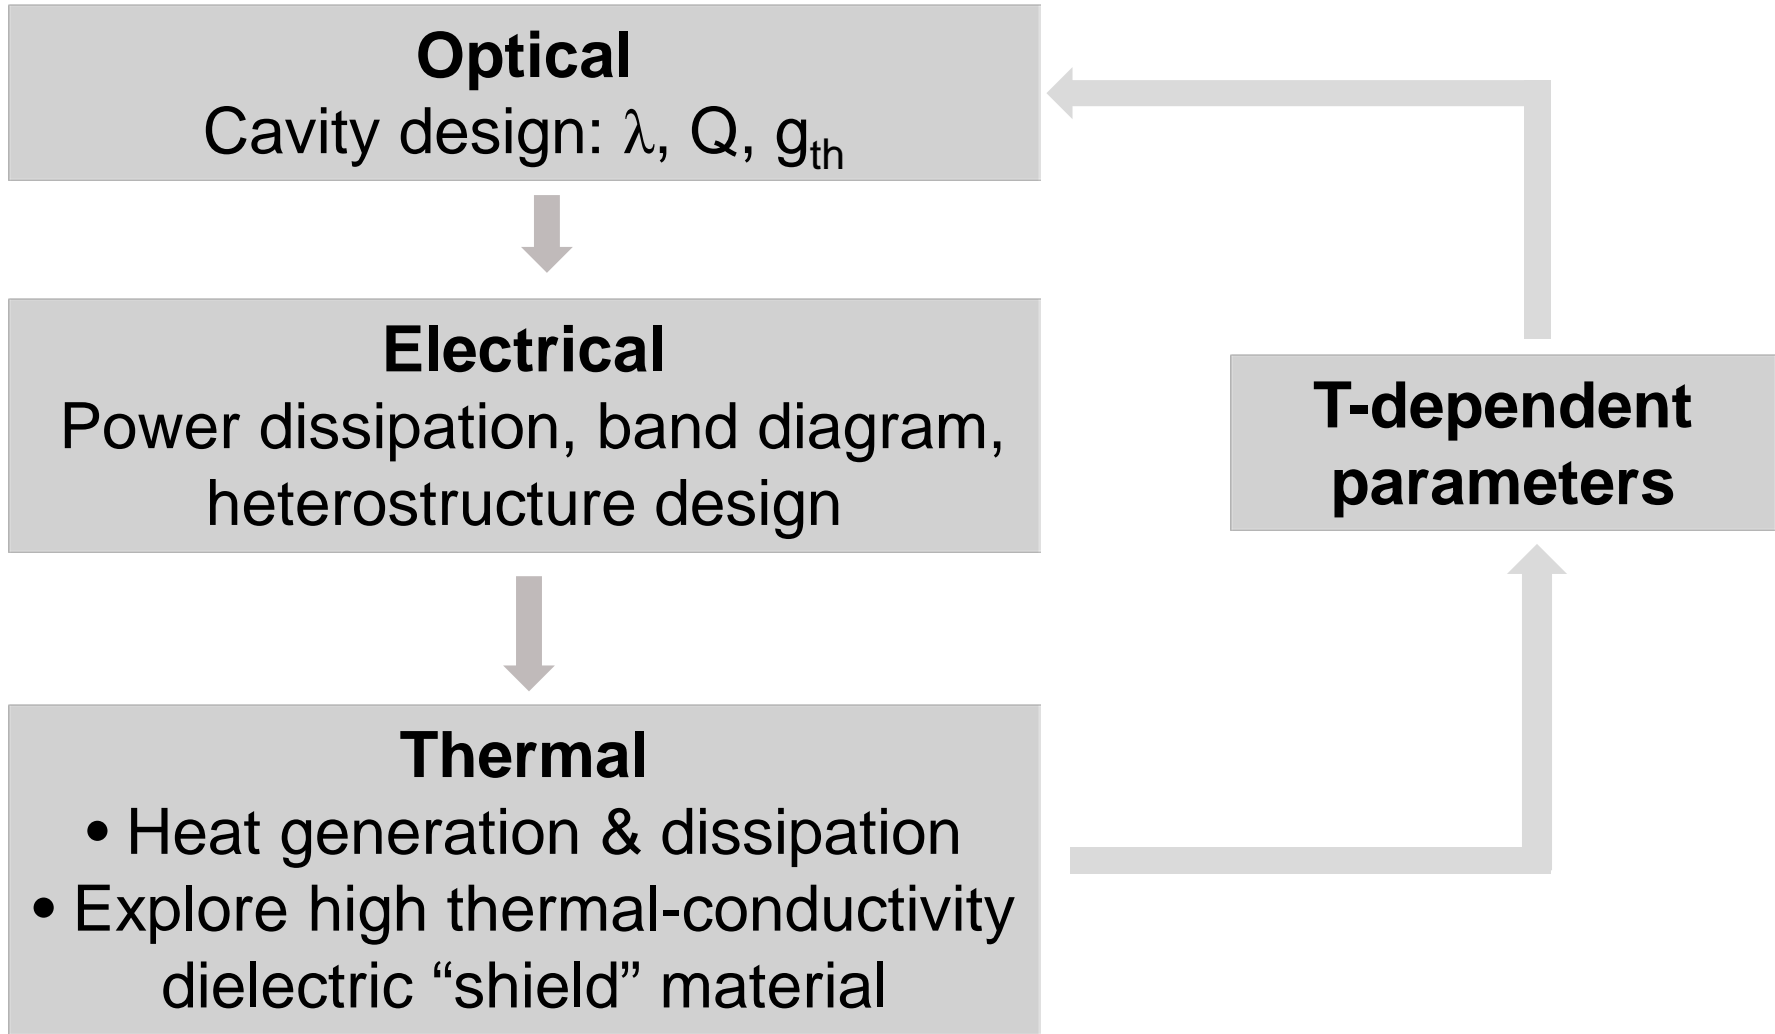 Optical
Cavity design: λ, Q, gth
Electrical
Power dissipation, band diagram,
heterostructure design
Thermal
• Heat generation & dissipation
• Explore high thermal-conductivity
dielectric “shield” material
T-dependent
parameters